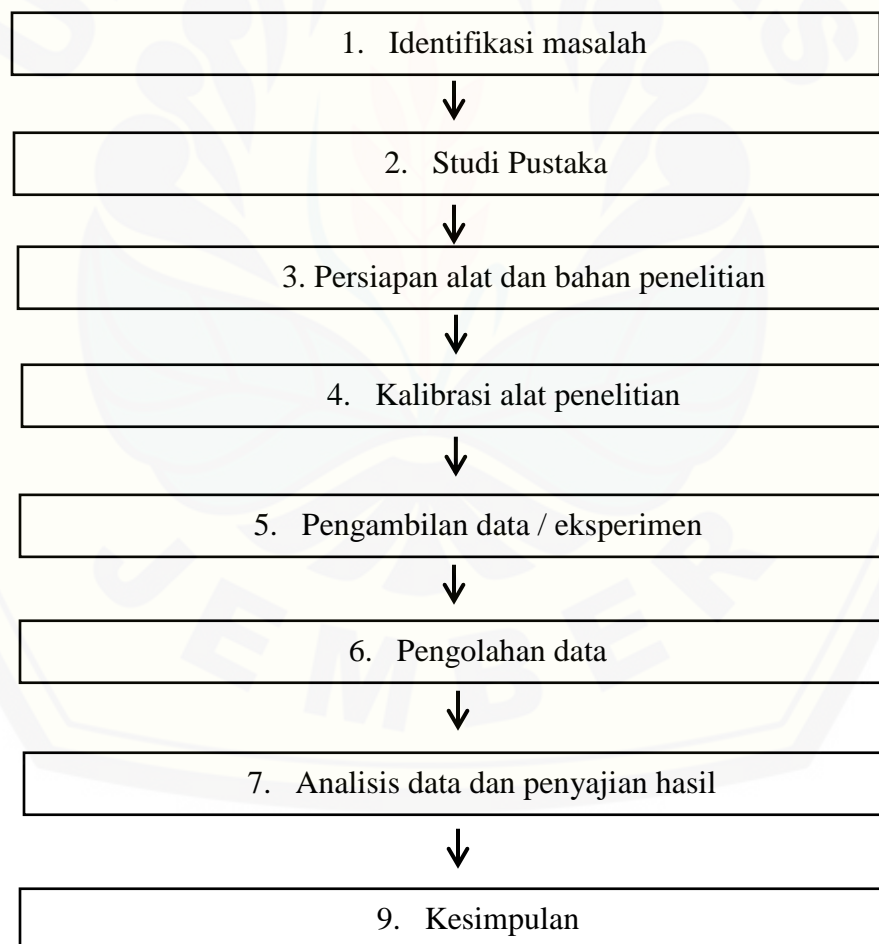 1. Identifikasi masalah
2. Studi Pustaka
3. Persiapan alat dan bahan penelitian
4. Kalibrasi alat penelitian
5. Pengambilan data / eksperimen
6. Pengolahan data
7. Analisis data dan penyajian hasil
9. Kesimpulan
JEMBER